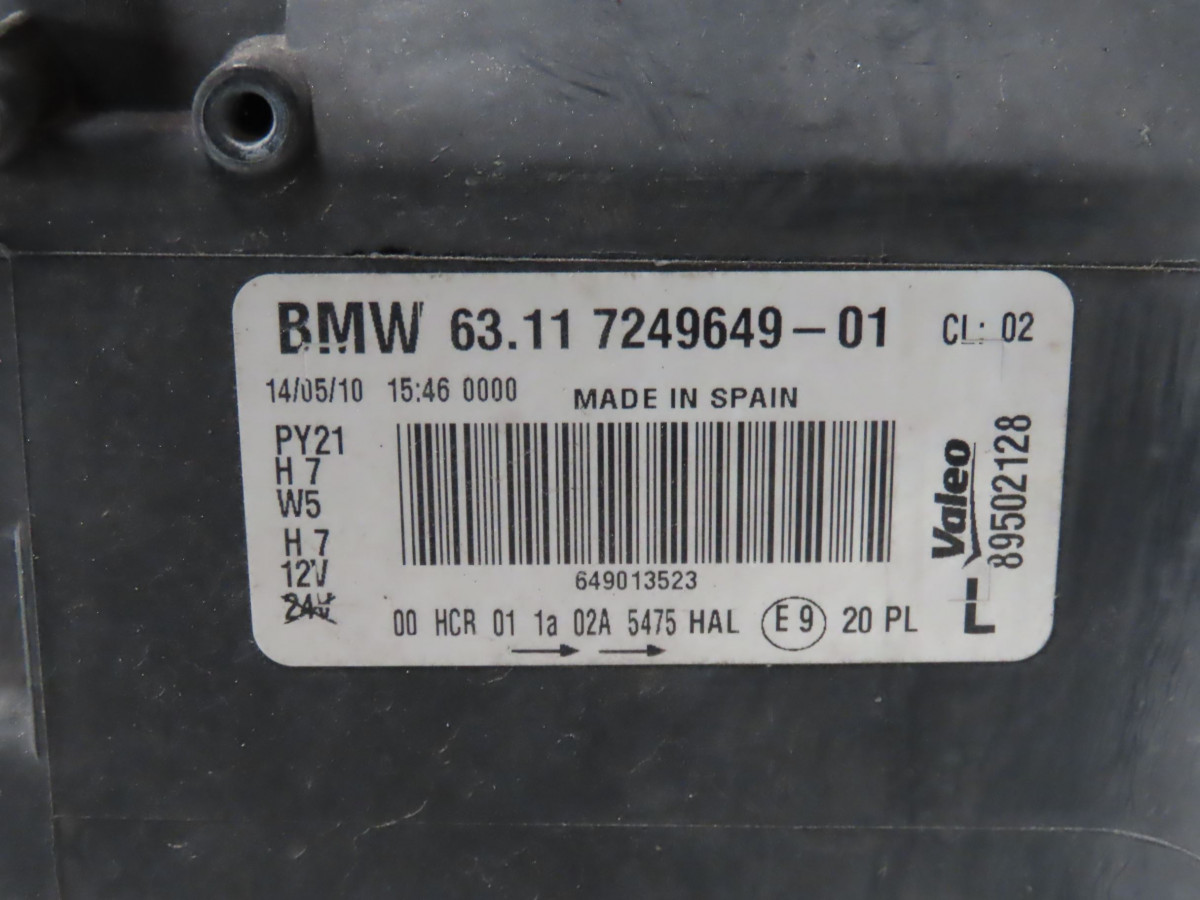 BMW 63.11 7249649-01 CL: 02
14/05/10 15:46 0000 MADE IN SPAIN
PY21
H 7
W5
H 7
12V
24V
649013523
00 HCR 01 1a 02A 5475 HAL E9 20 PL
L Valeo
89502128